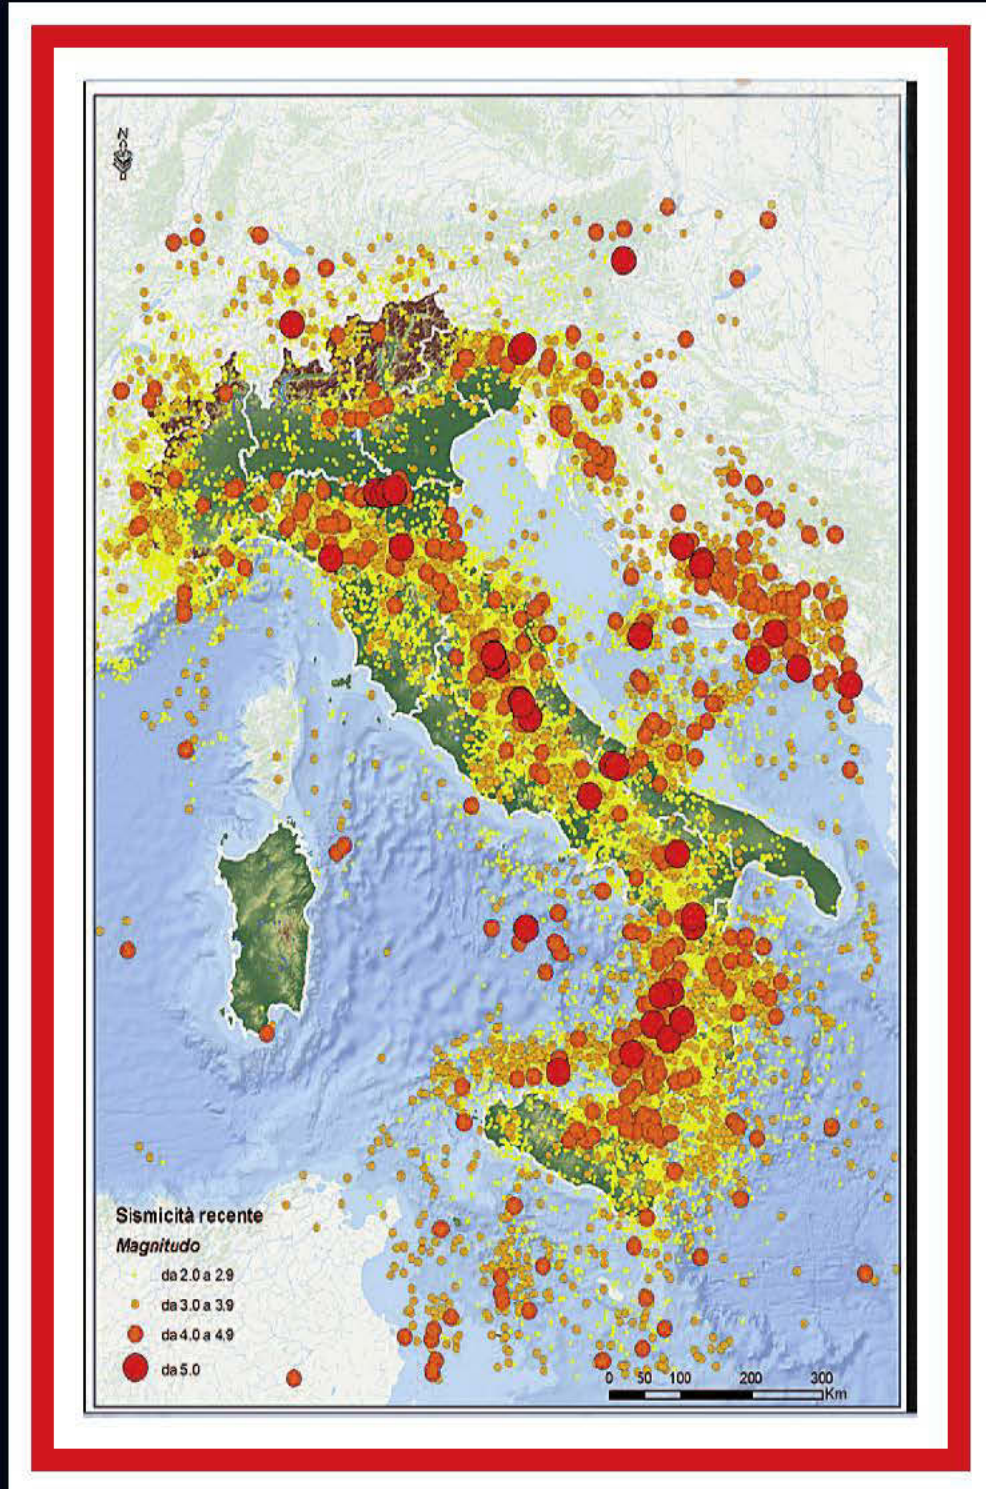 N
Sismicità recente
Magnitudo
da 2.0 a 2.9
da 3.0 a 3.9
da 4.0 a 4.9
da 5.0
0 50 100 200 300
Km